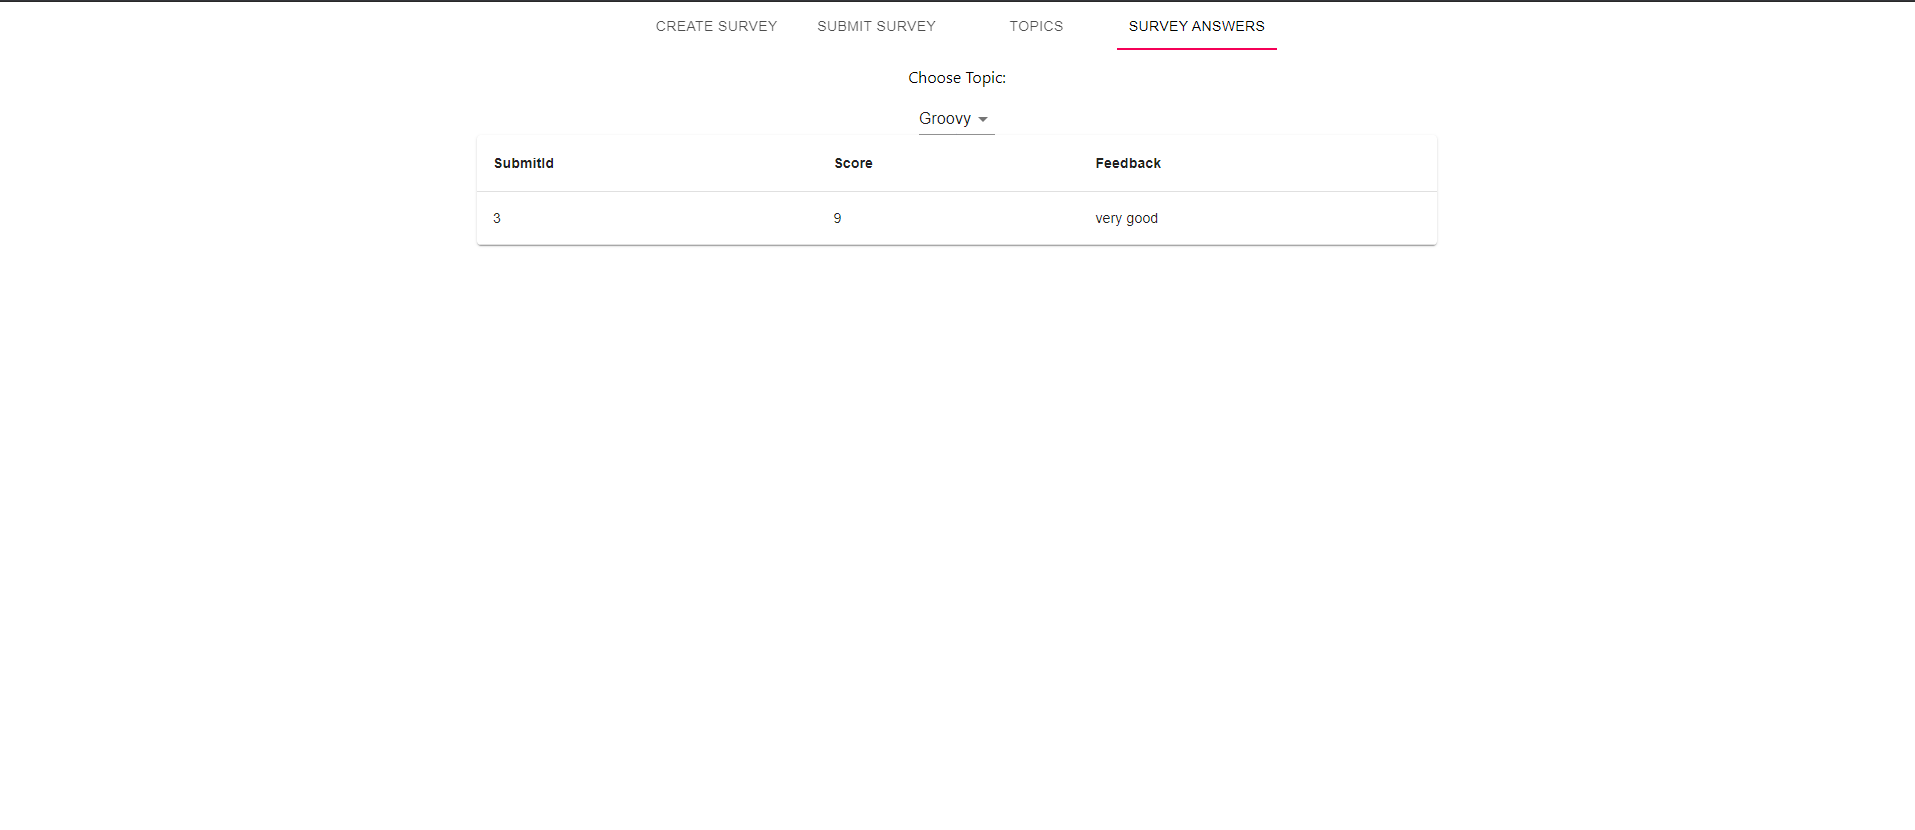 CREATE SURVEY SUBMIT SURVEY TOPICS SURVEY ANSWERS
Choose Topic:
Groovy
SubmitId Score Feedback
3 9 very good